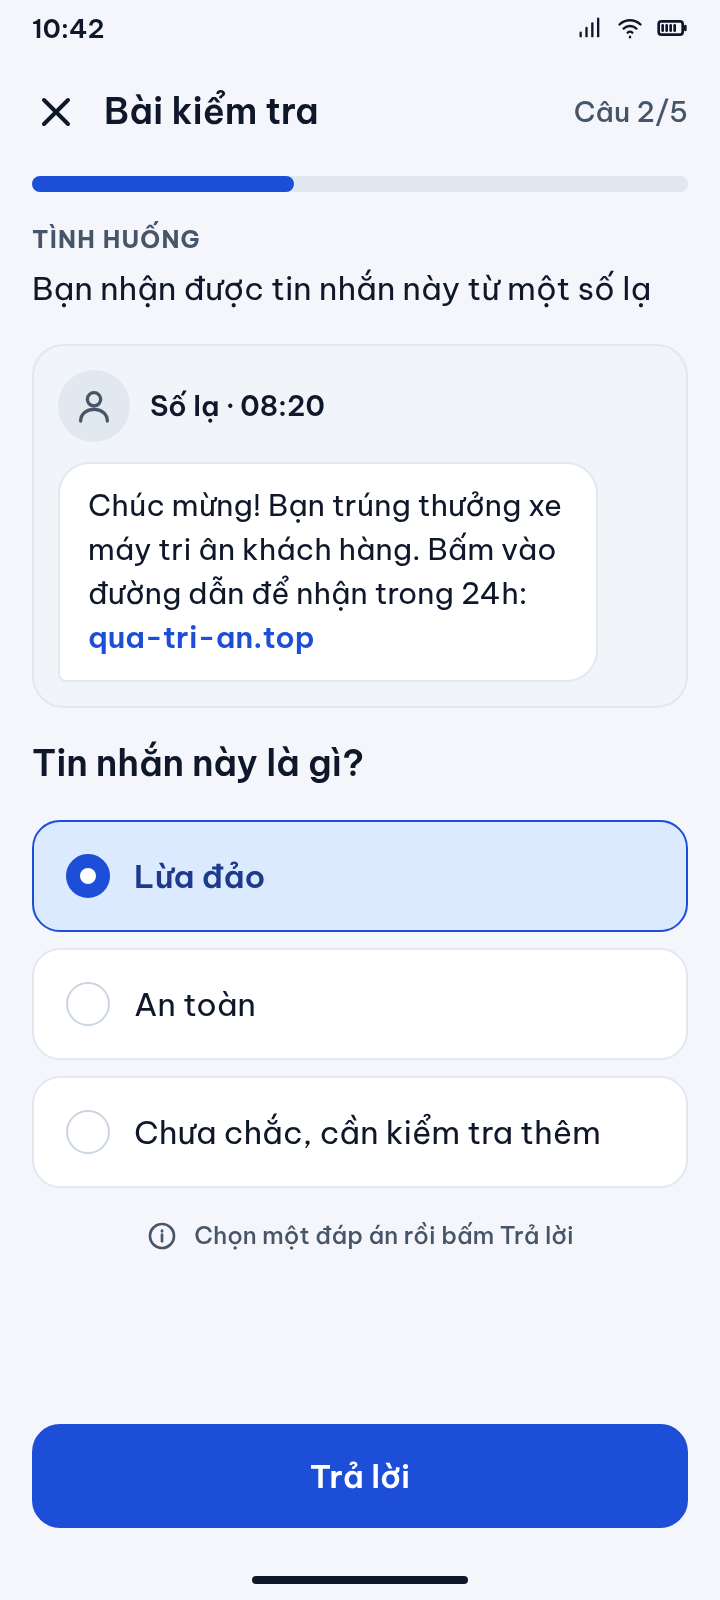 10:42
Bài kiểm tra
Câu 2/5
TÌNH HUỐNG
Bạn nhận được tin nhắn này từ một số lạ
Số lạ · 08:20
Chúc mừng! Bạn trúng thưởng xe
máy tri ân khách hàng. Bấm vào
đường dẫn để nhận trong 24h:
qua-tri-an.top
Tin nhắn này là gì?
Lừa đảo
An toàn
Chưa chắc, cần kiểm tra thêm
Chọn một đáp án rồi bấm Trả lời
Trả lời